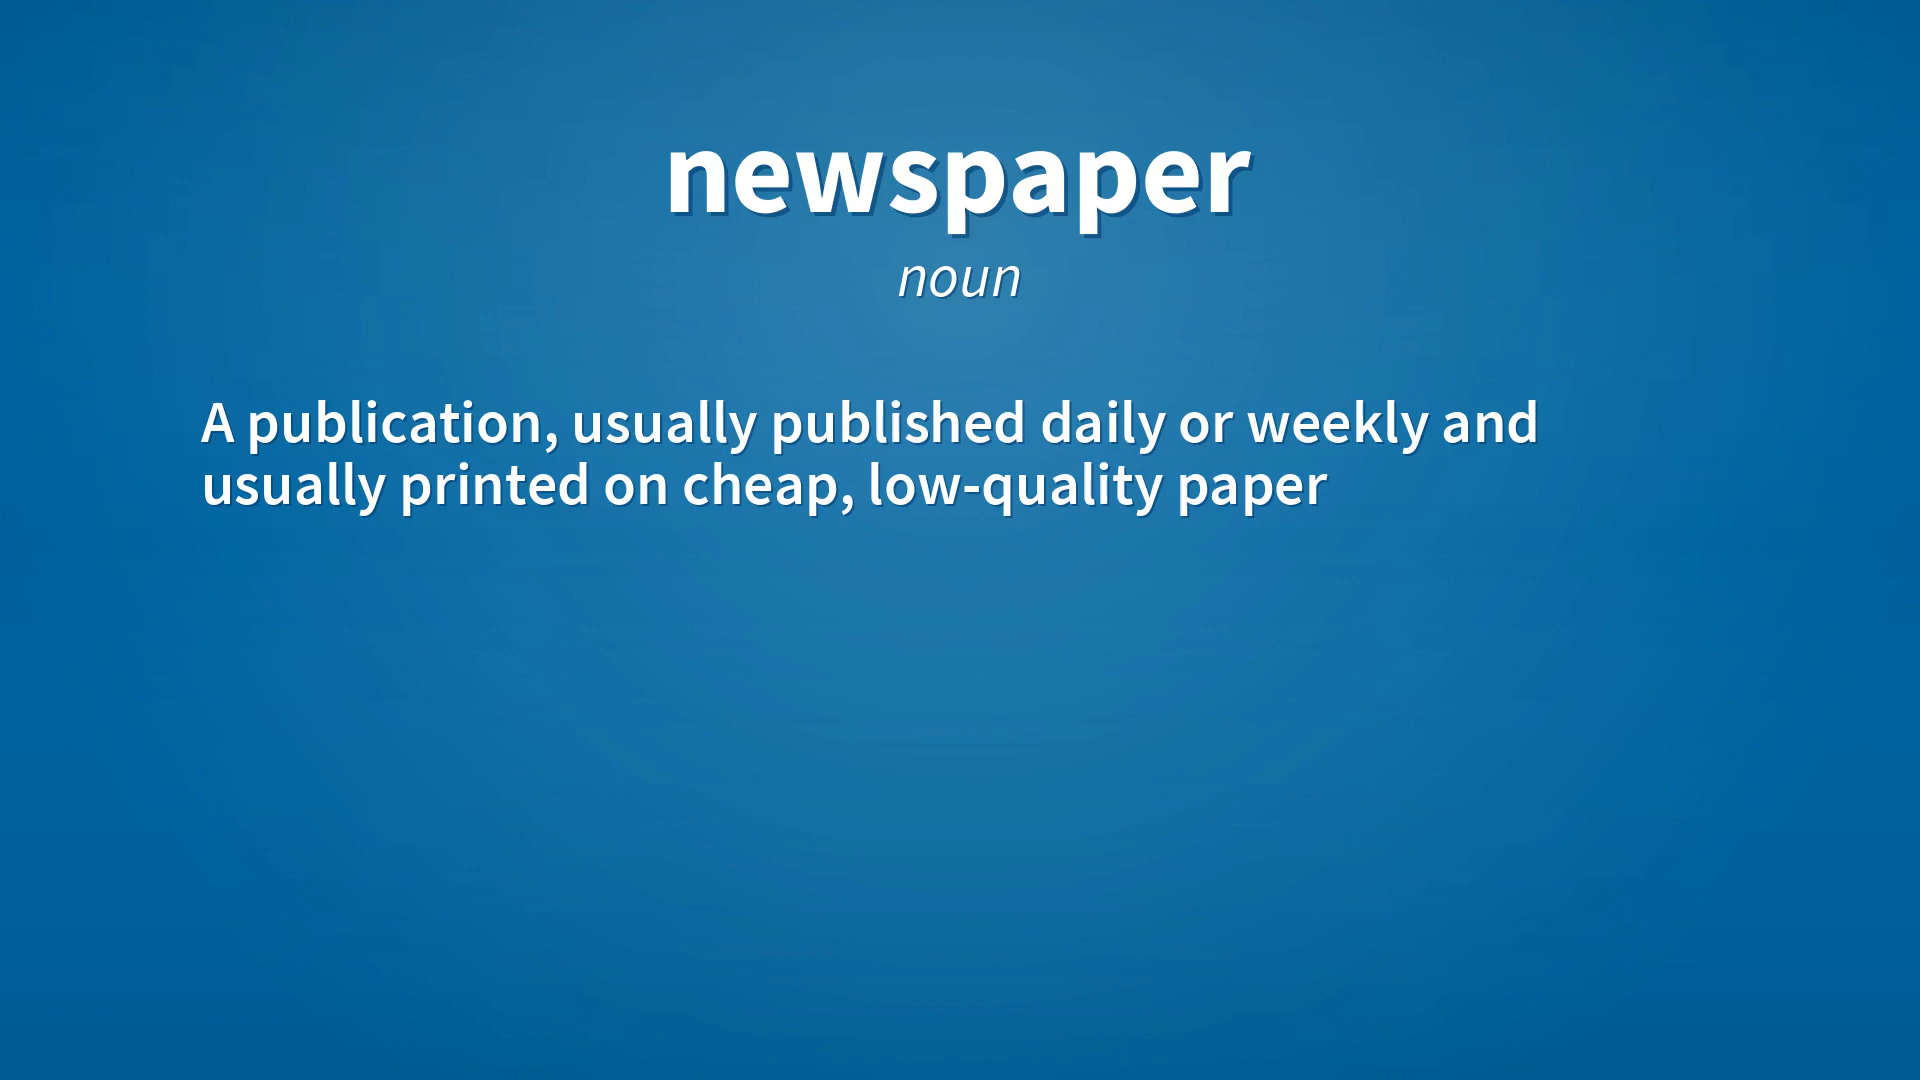 newspaper
noun
A publication, usually published daily or weekly and
usually printed on cheap, low-quality paper